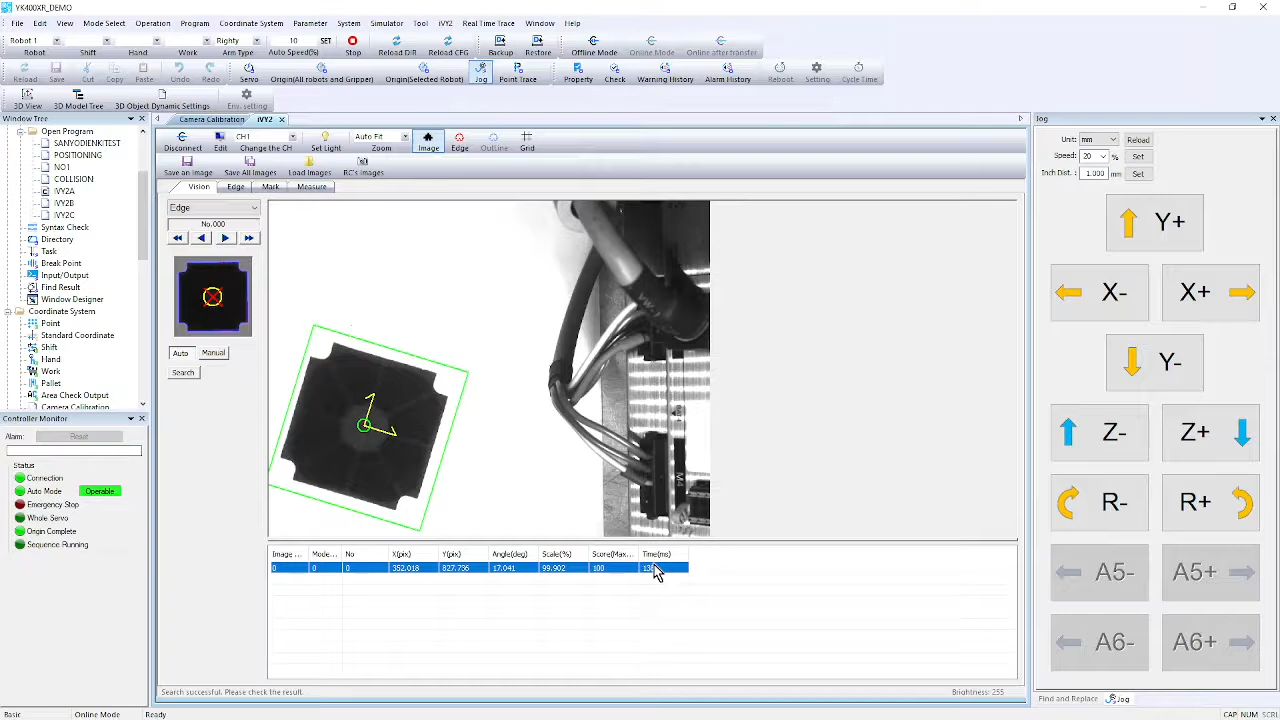 YK400XR_DEMO
File Edit View Mode Select Operation Program Coordinate System Parameter System Simulator Tool iVY2 Real Time Trace Window Help
Robot 1 Righty 10 SET
Robot Shift Hand Work Arm Type Auto Speed(%) Stop Reload DIR Reload CFG Backup Restore Offline Mode Online Mode Online after transfer
Reload Save Cut Copy Paste Undo Redo Servo Origin(All robots and Gripper) Origin(Selected Robot) Jog Point Trace Property Check Warning History Alarm History Reboot Setting Cycle Time
3D View 3D Model Tree 3D Object Dynamic Settings Env. setting
Window Tree
Open Program
SANYODENKITEST
POSITIONING
NO1
COLLISION
IVY2A
IVY2B
IVY2C
Syntax Check
Directory
Task
Break Point
Input/Output
Find Result
Window Designer
Coordinate System
Point
Standard Coordinate
Shift
Hand
Work
Pallet
Area Check Output
Camera Calibration
Controller Monitor
Alarm: Reset
Status
Connection
Auto Mode Operable
Emergency Stop
Whole Servo
Origin Complete
Sequence Running
Camera Calibration iVY2
CH1 Auto Fit
Disconnect Edit Change the CH Set Light Zoom Image Edge OutLine Grid
Save an Image Save All Images Load Images RC's Images
Vision Edge Mark Measure
Edge
No.000
Auto Manual
Search
M4
Image ... Mode... No X(pix) Y(pix) Angle(deg) Scale(%) Score(Max... Time(ms)
0 0 0 352.018 827.736 17.041 99.902 100
Search successful. Please check the result. Brightness: 255
Jog
Unit: mm Reload
Speed: 20 % Set
Inch Dist. : 1.000 mm Set
Y+
X- X+
Y-
Z- Z+
R- R+
A5- A5+
A6- A6+
Find and Replace Jog
Basic Online Mode Ready CAP NUM SCRL